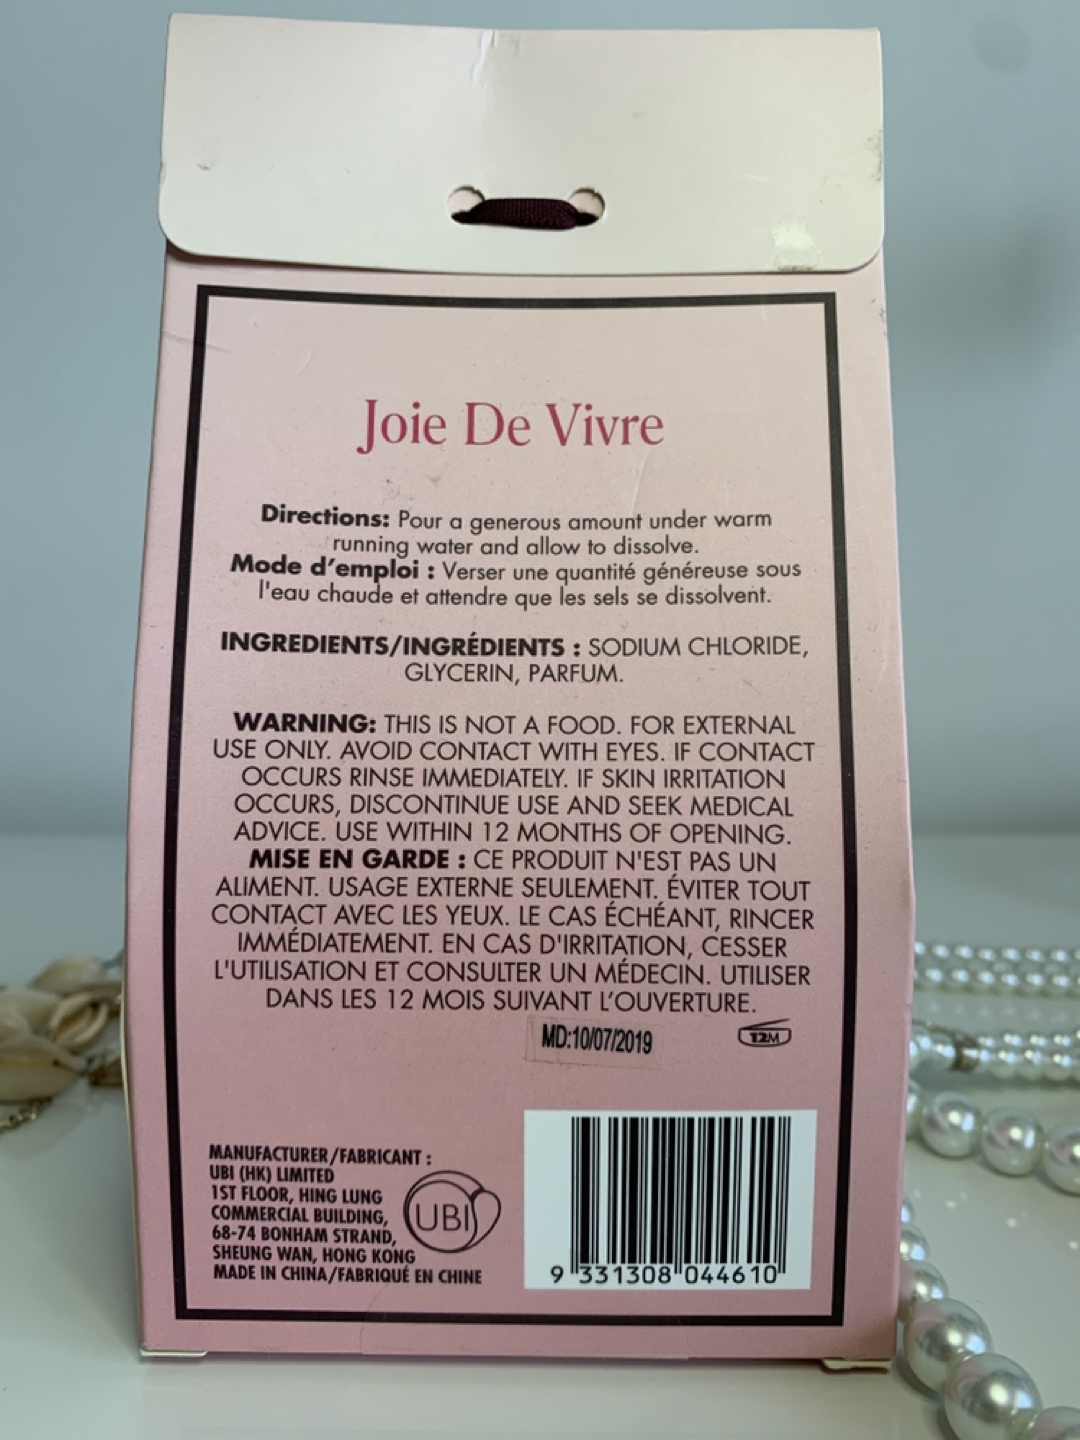 Joie De Vivre
Directions: Pour a generous amount under warm
running water and allow to dissolve.
Mode d'emploi : Verser une quantité généreuse sous
l'eau chaude et attendre que les sels se dissolvent.
INGREDIENTS/INGRÉDIENTS : SODIUM CHLORIDE,
GLYCERIN, PARFUM.
WARNING: THIS IS NOT A FOOD. FOR EXTERNAL
USE ONLY. AVOID CONTACT WITH EYES. IF CONTACT
OCCURS RINSE IMMEDIATELY. IF SKIN IRRITATION
OCCURS, DISCONTINUE USE AND SEEK MEDICAL
ADVICE. USE WITHIN 12 MONTHS OF OPENING.
MISE EN GARDE : CE PRODUIT N'EST PAS UN
ALIMENT. USAGE EXTERNE SEULEMENT. ÉVITER TOUT
CONTACT AVEC LES YEUX. LE CAS ÉCHÉANT, RINCER
IMMÉDIATEMENT. EN CAS D'IRRITATION, CESSER
L'UTILISATION ET CONSULTER UN MÉDECIN. UTILISER
DANS LES 12 MOIS SUIVANT L'OUVERTURE.
MD:10/07/2019
12M
MANUFACTURER/FABRICANT :
UBI (HK) LIMITED
1ST FLOOR, HING LUNG
COMMERCIAL BUILDING,
68-74 BONHAM STRAND,
SHEUNG WAN, HONG KONG
MADE IN CHINA/FABRIQUÉ EN CHINE
UBI
9 331308 044610